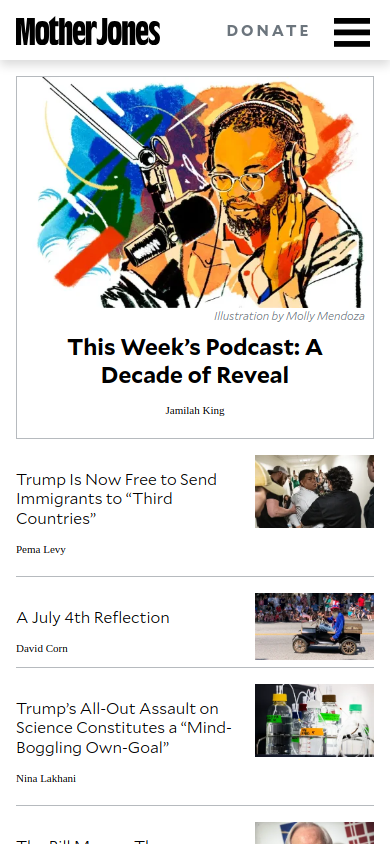 Mother Jones
DONATE
Illustration by Molly Mendoza
This Week’s Podcast: A
Decade of Reveal
Jamilah King
Trump Is Now Free to Send
Immigrants to “Third
Countries”
Pema Levy
A July 4th Reflection
David Corn
Trump’s All-Out Assault on
Science Constitutes a “Mind-
Boggling Own-Goal”
Nina Lakhani